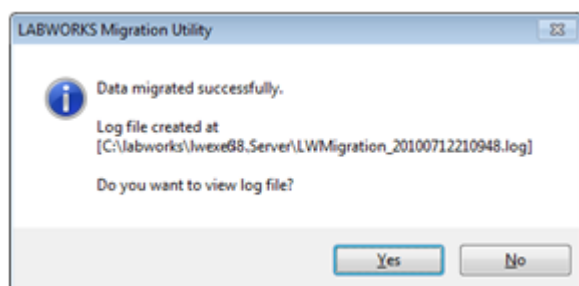 LABWORKS Migration Utility
Data migrated successfully.
Log file created at
[C:\labworks\lwexe68.Server\LWMigration_20100712210948.log]
Do you want to view log file?
Yes
No